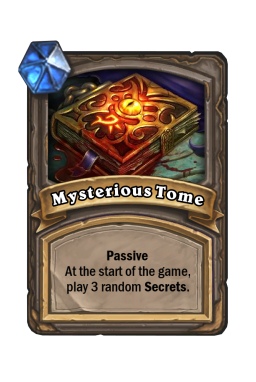 Mysterious Tome
Passive
At the start of the game,
play 3 random Secrets.